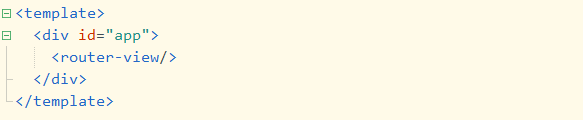 <template>
  <div id="app">
    <router-view/>
  </div>
</template>